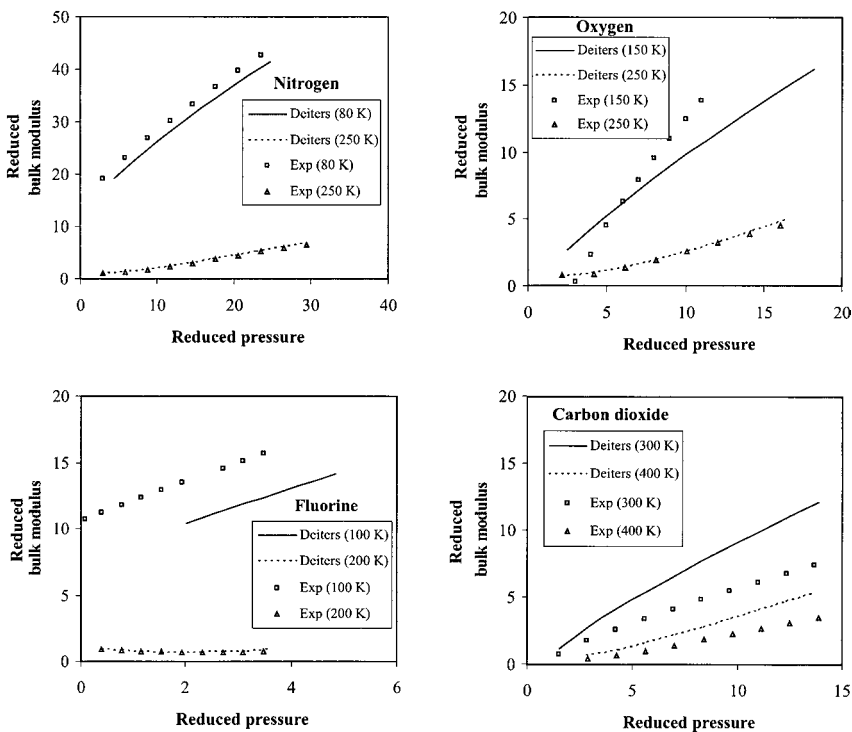 Reduced
bulk modulus
50
40
30
20
10
0
Nitrogen
Deiters (80 K)
Deiters (250 K)
Exp (80 K)
Exp (250 K)
0 10 20 30 40
Reduced pressure
Reduced
bulk modulus
20
15
10
5
0
Oxygen
Deiters (150 K)
Deiters (250 K)
Exp (150 K)
Exp (250 K)
0 5 10 15 20
Reduced pressure
Reduced
bulk modulus
20
15
10
5
0
Fluorine
Deiters (100 K)
Deiters (200 K)
Exp (100 K)
Exp (200 K)
0 2 4 6
Reduced pressure
Reduced
bulk modulus
20
15
10
5
0
Carbon dioxide
Deiters (300 K)
Deiters (400 K)
Exp (300 K)
Exp (400 K)
0 5 10 15
Reduced pressure